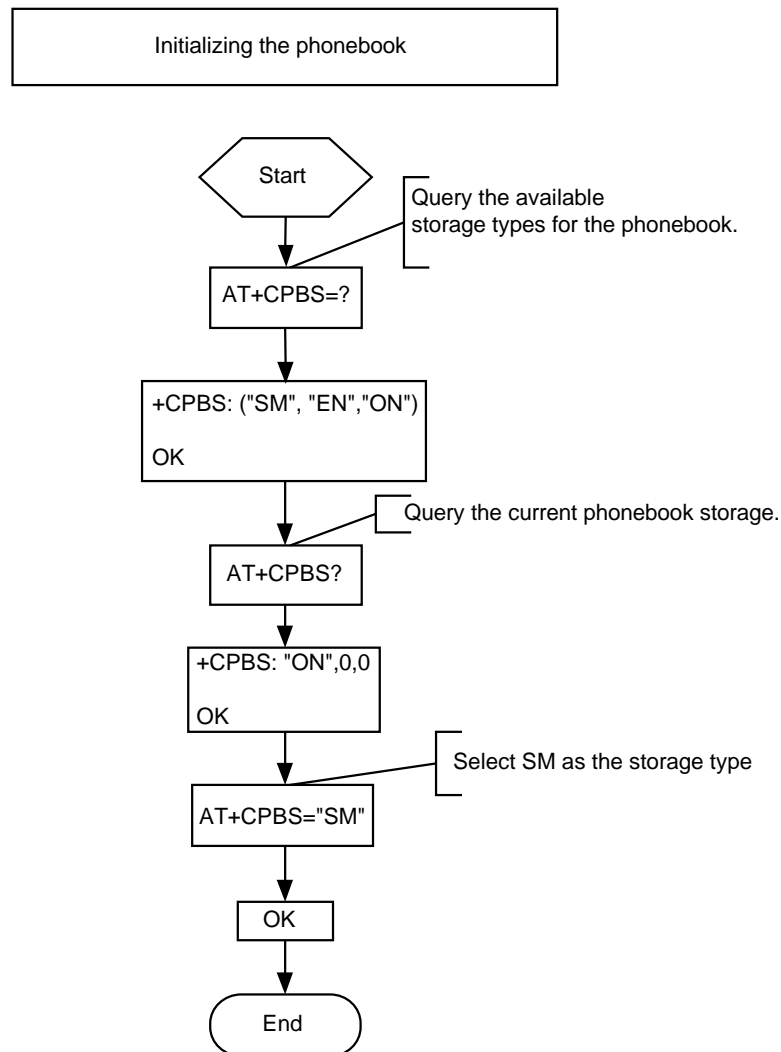 Initializing the phonebook
Start
Query the available
storage types for the phonebook.
AT+CPBS=?
+CPBS: ("SM", "EN","ON")
OK
Query the current phonebook storage.
AT+CPBS?
+CPBS: "ON",0,0
OK
Select SM as the storage type
AT+CPBS="SM"
OK
End